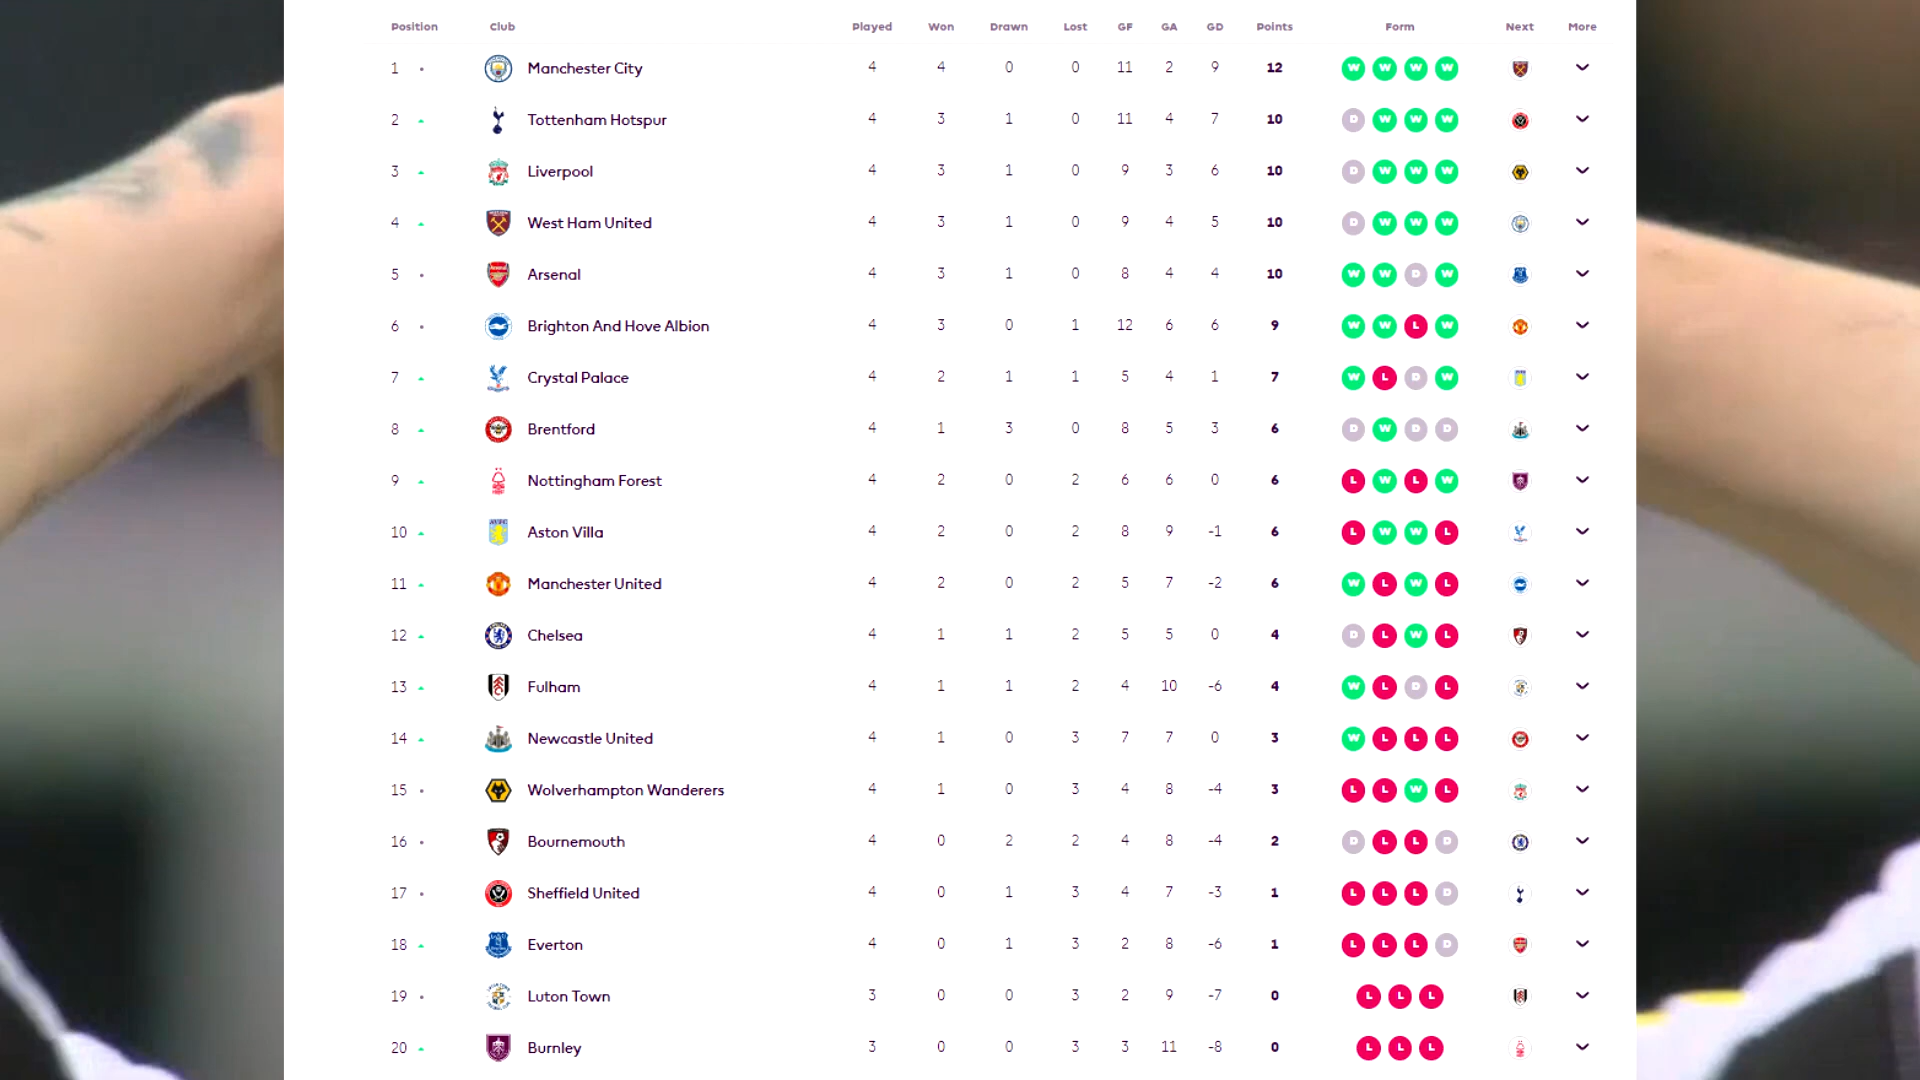 Position Club Played Won Drawn Lost GF GA GD Points Form Next More
1 Manchester City 4 4 0 0 11 2 9 12 W W W W
2 Tottenham Hotspur 4 3 1 0 11 4 7 10 D W W W
3 Liverpool 4 3 1 0 9 3 6 10 D W W W
4 West Ham United 4 3 1 0 9 4 5 10 D W W W
5 Arsenal 4 3 1 0 8 4 4 10 W W D W
6 Brighton And Hove Albion 4 3 0 1 12 6 6 9 W W L W
7 Crystal Palace 4 2 1 1 5 4 1 7 W L D W
8 Brentford 4 1 3 0 8 5 3 6 D W D D
9 Nottingham Forest 4 2 0 2 6 6 0 6 L W L W
10 Aston Villa 4 2 0 2 8 9 -1 6 L W W L
11 Manchester United 4 2 0 2 5 7 -2 6 W L W L
12 Chelsea 4 1 1 2 5 5 0 4 D L W L
13 Fulham 4 1 1 2 4 10 -6 4 W L D L
14 Newcastle United 4 1 0 3 7 7 0 3 W L L L
15 Wolverhampton Wanderers 4 1 0 3 4 8 -4 3 L L W L
16 Bournemouth 4 0 2 2 4 8 -4 2 D L L D
17 Sheffield United 4 0 1 3 4 7 -3 1 L L L D
18 Everton 4 0 1 3 2 8 -6 1 L L L D
19 Luton Town 3 0 0 3 2 9 -7 0 L L L
20 Burnley 3 0 0 3 3 11 -8 0 L L L